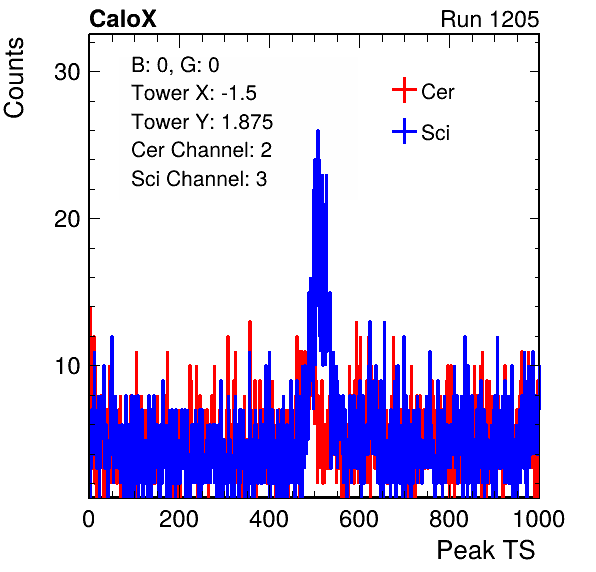 CaloX
Run 1205
Counts
30
20
10
B: 0, G: 0
Tower X: -1.5
Tower Y: 1.875
Cer Channel: 2
Sci Channel: 3
Cer
Sci
0
200
400
600
800
1000
Peak TS